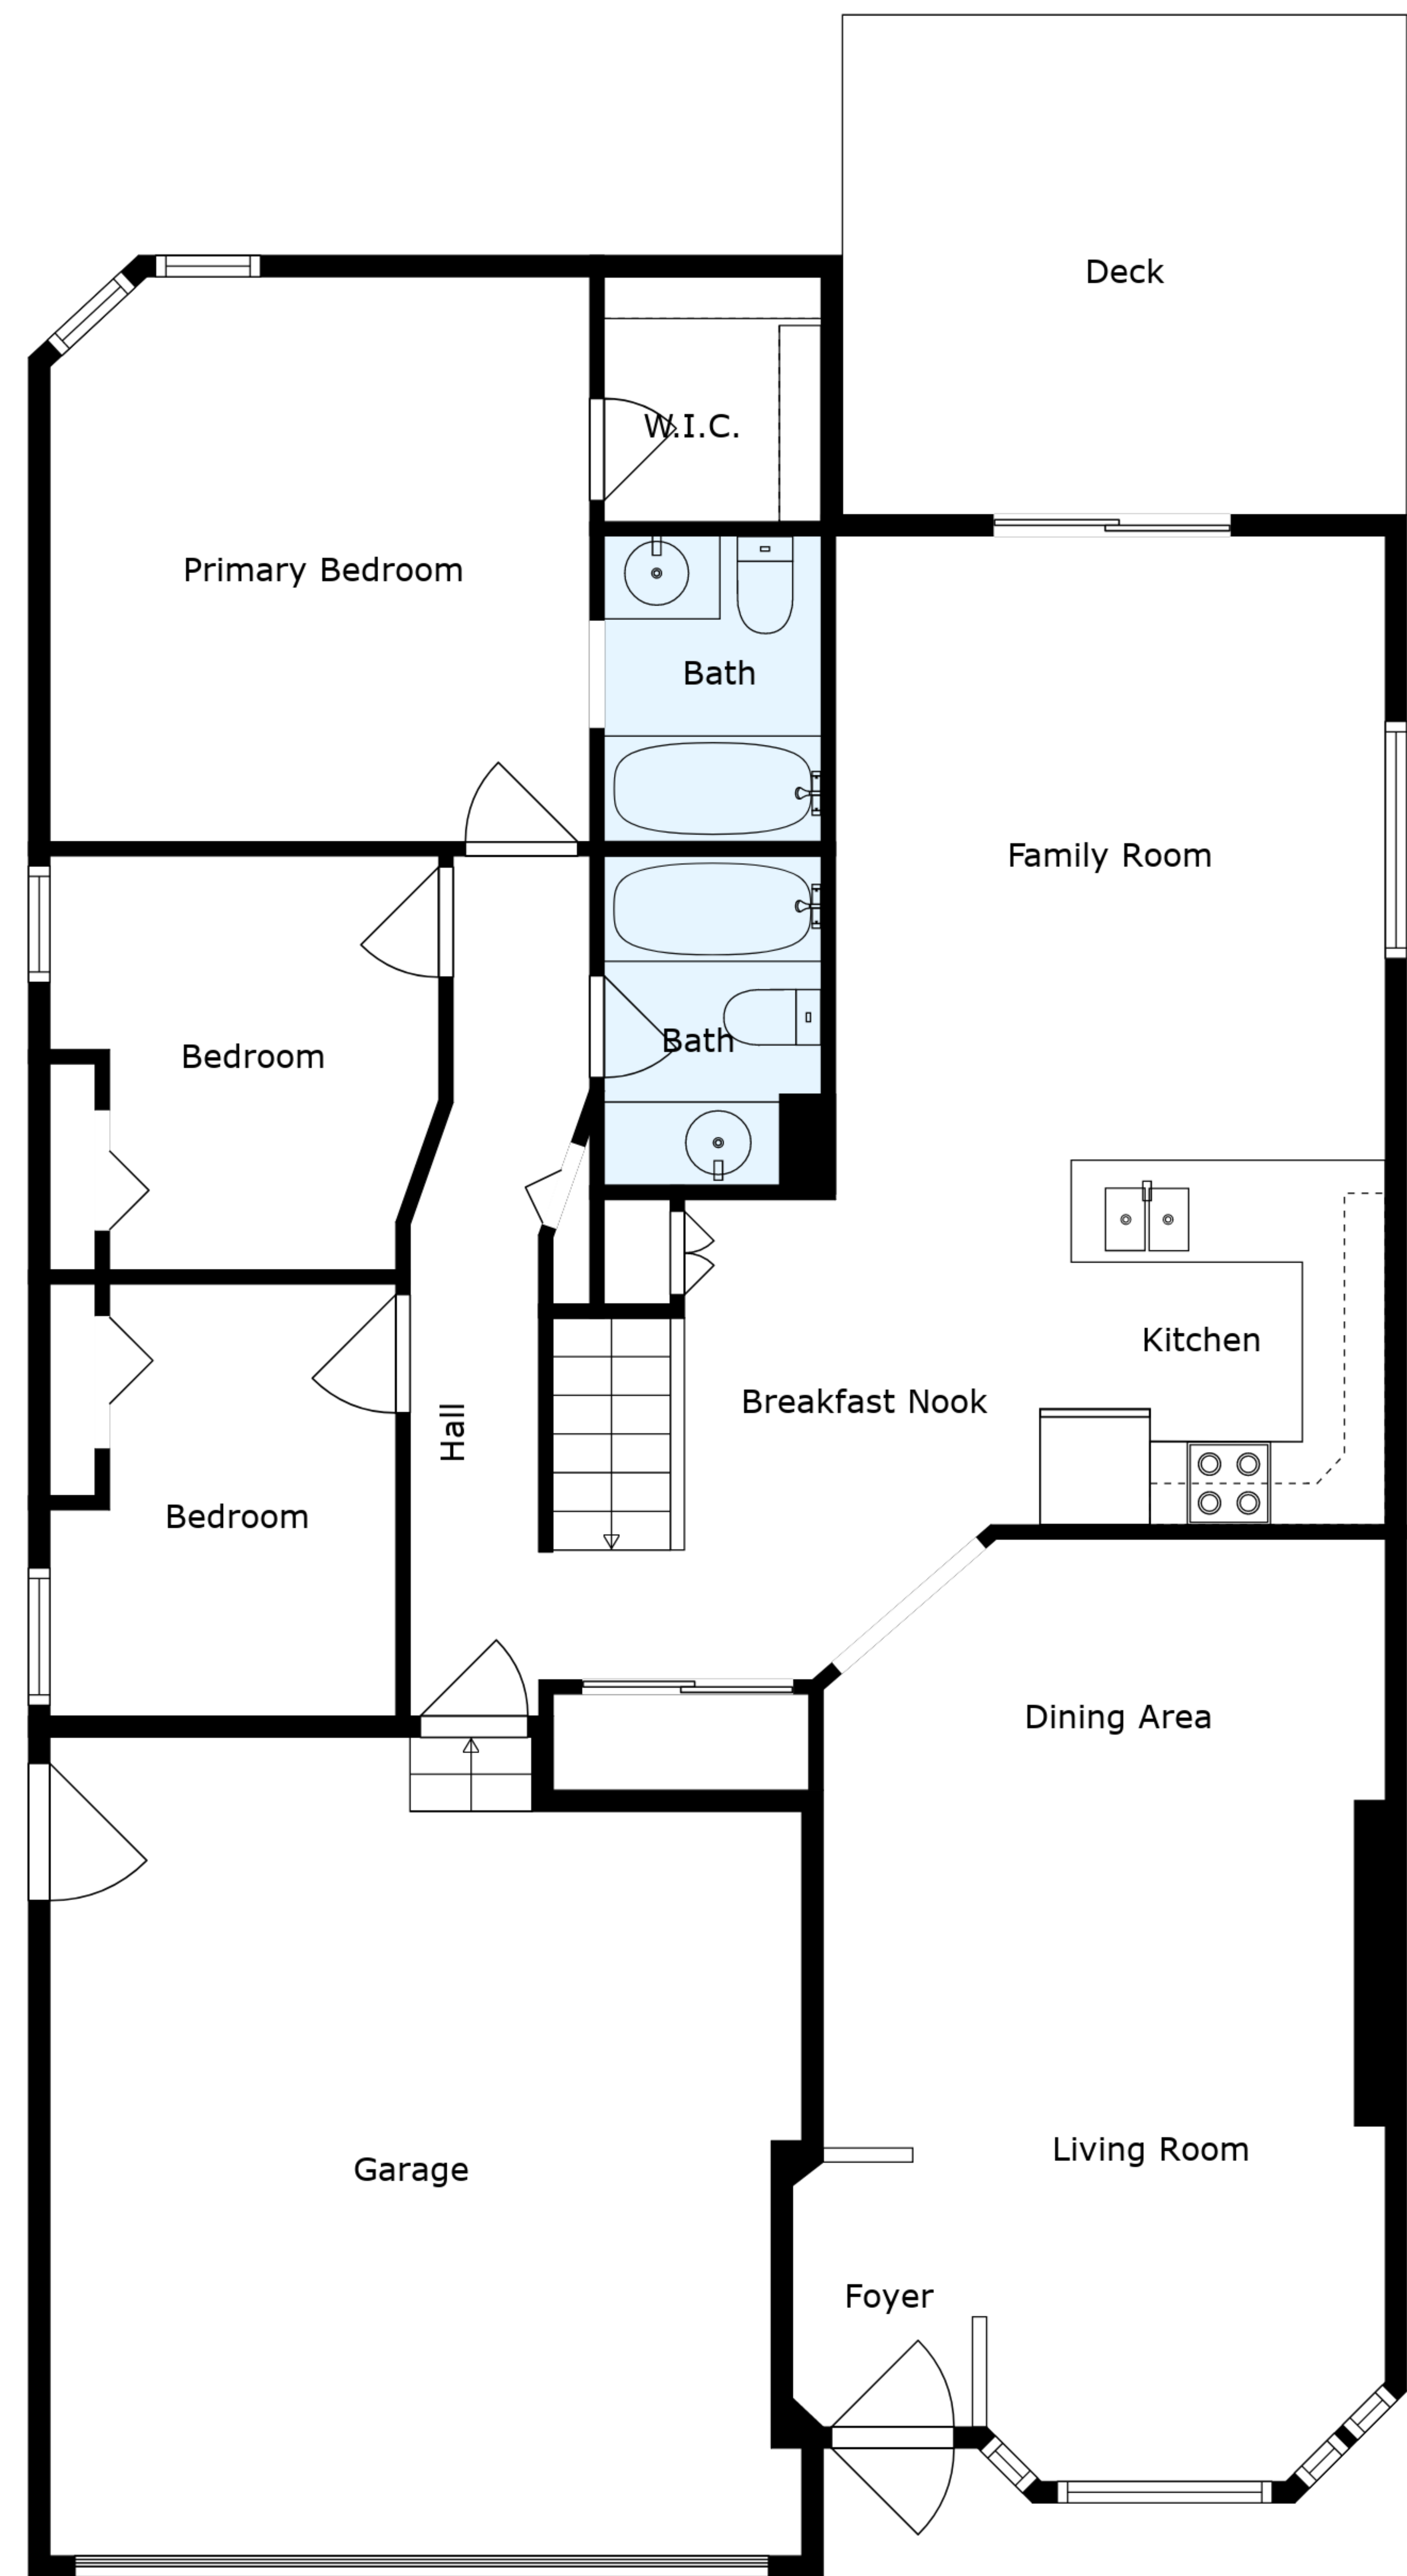 Deck
W.I.C.
Primary Bedroom
Bath
Family Room
Bath
Bedroom
Kitchen
Breakfast Nook
Hall
Bedroom
Dining Area
Living Room
Garage
Foyer